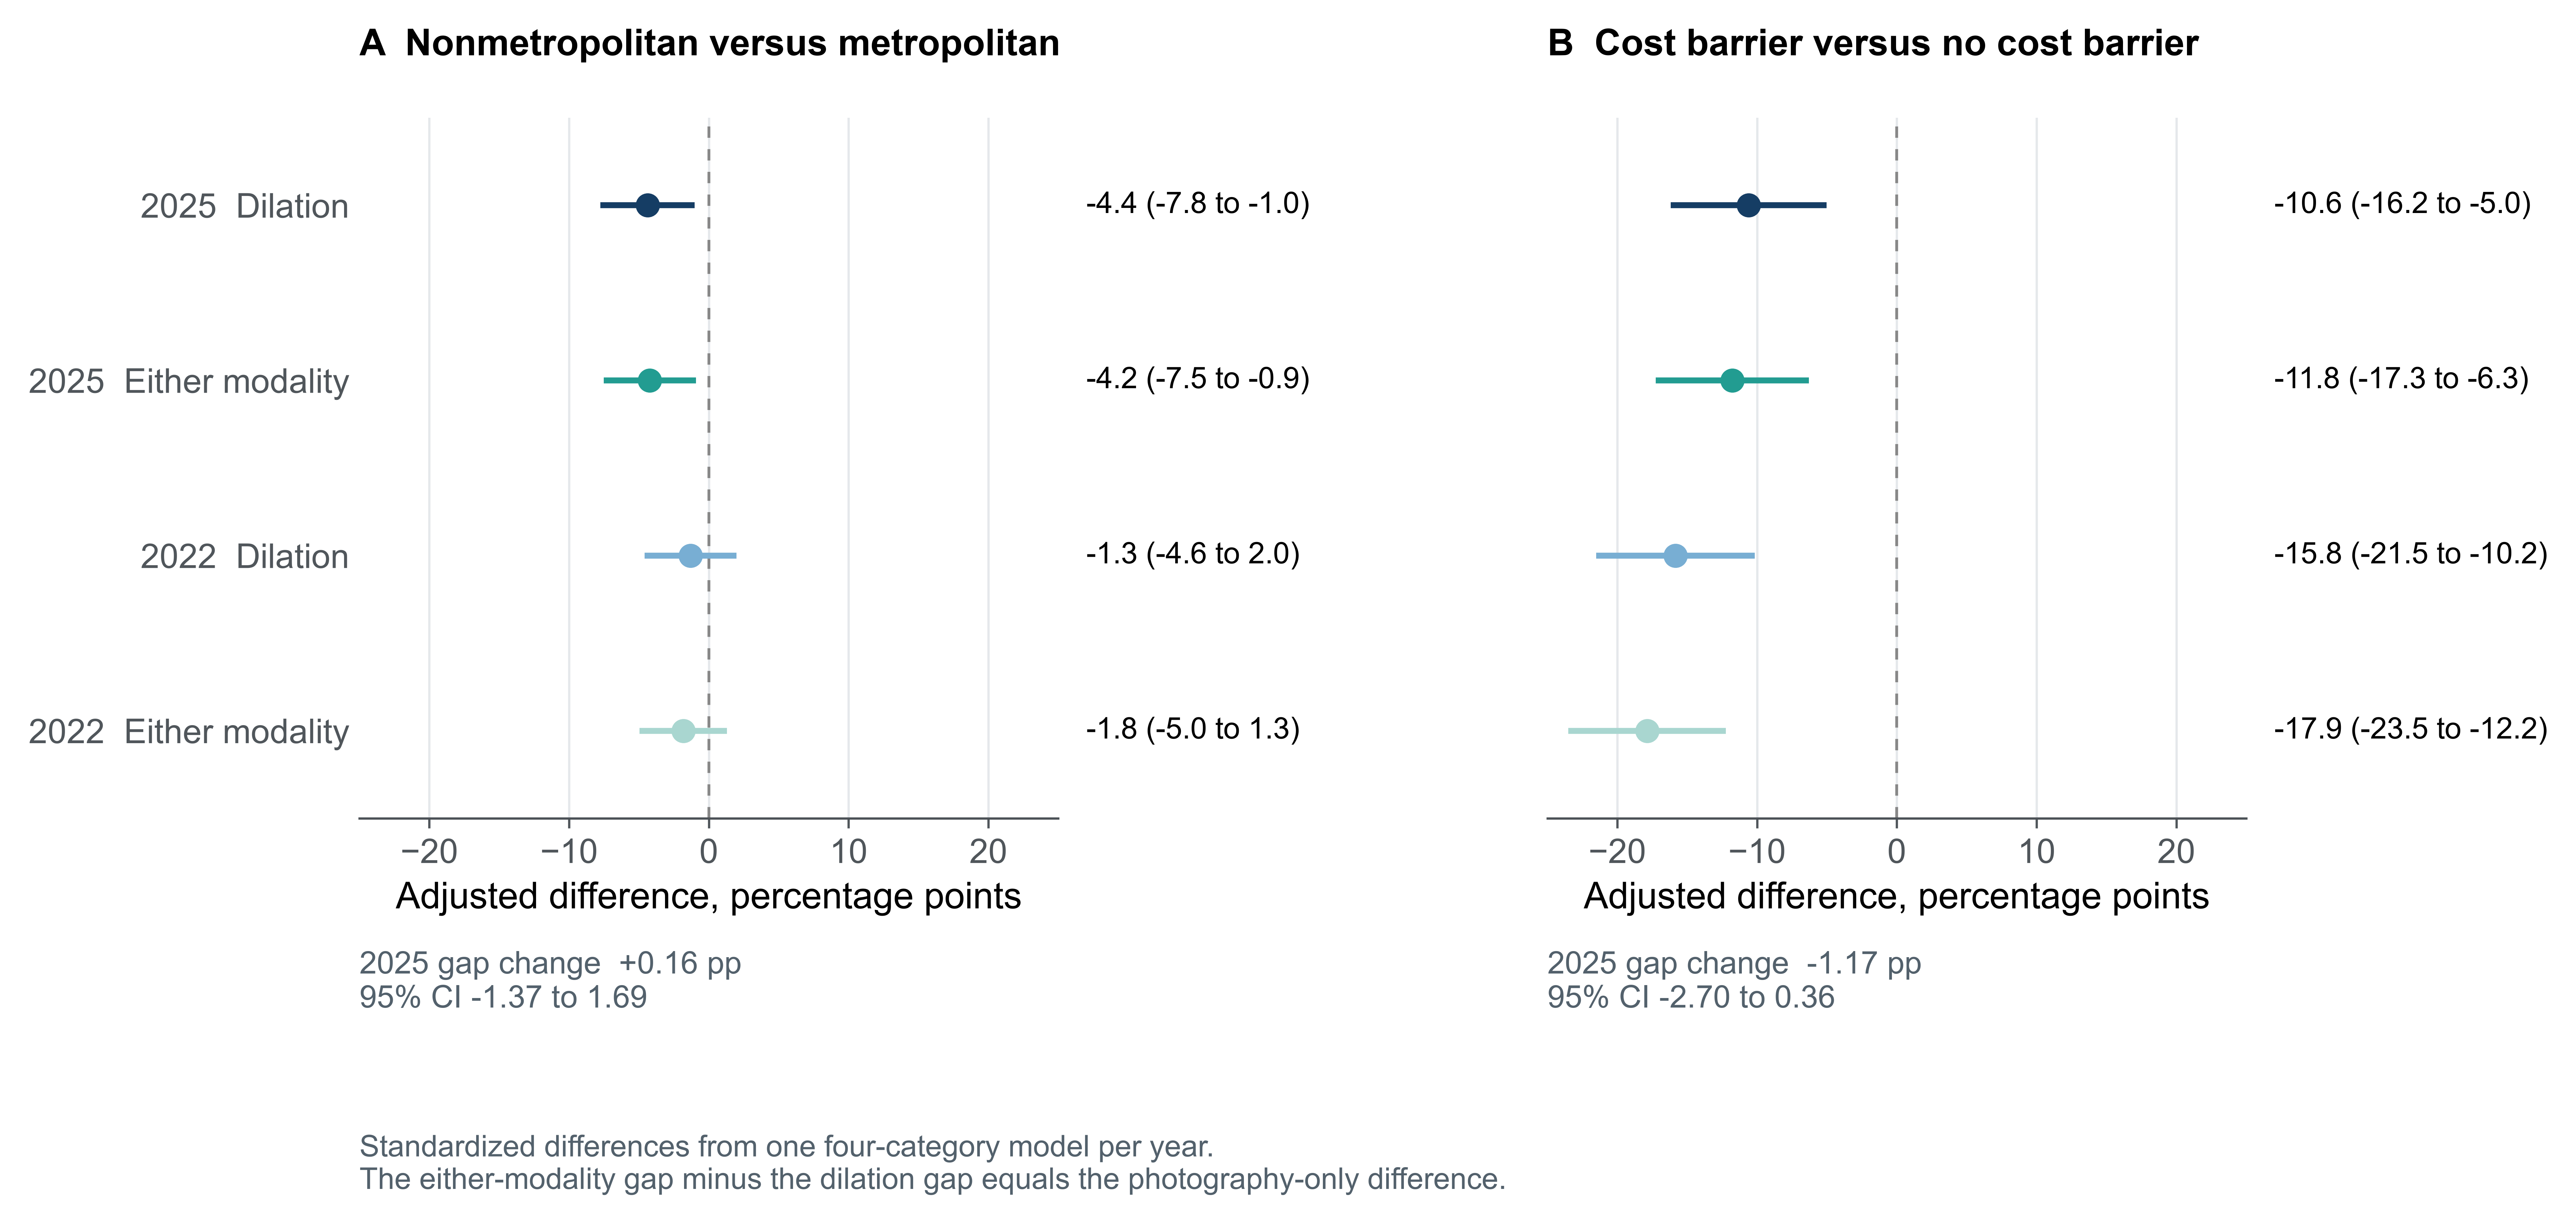 A  Nonmetropolitan versus metropolitan
2025  Dilation
-4.4 (-7.8 to -1.0)
2025  Either modality
-4.2 (-7.5 to -0.9)
2022  Dilation
-1.3 (-4.6 to 2.0)
2022  Either modality
-1.8 (-5.0 to 1.3)
−20 −10 0 10 20
Adjusted difference, percentage points
2025 gap change  +0.16 pp
95% CI -1.37 to 1.69
B  Cost barrier versus no cost barrier
-10.6 (-16.2 to -5.0)
-11.8 (-17.3 to -6.3)
-15.8 (-21.5 to -10.2)
-17.9 (-23.5 to -12.2)
−20 −10 0 10 20
Adjusted difference, percentage points
2025 gap change  -1.17 pp
95% CI -2.70 to 0.36
Standardized differences from one four-category model per year.
The either-modality gap minus the dilation gap equals the photography-only difference.